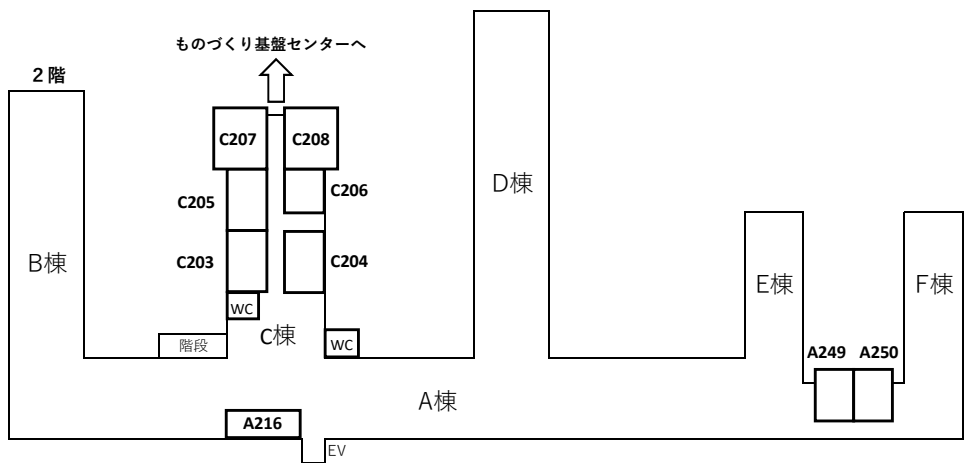 ものづくり基盤センターへ
２階
C207
C208
C205
C206
D棟
C203
C204
B棟
E棟
F棟
WC
C棟
WC
階段
A249
A250
A棟
A216
EV